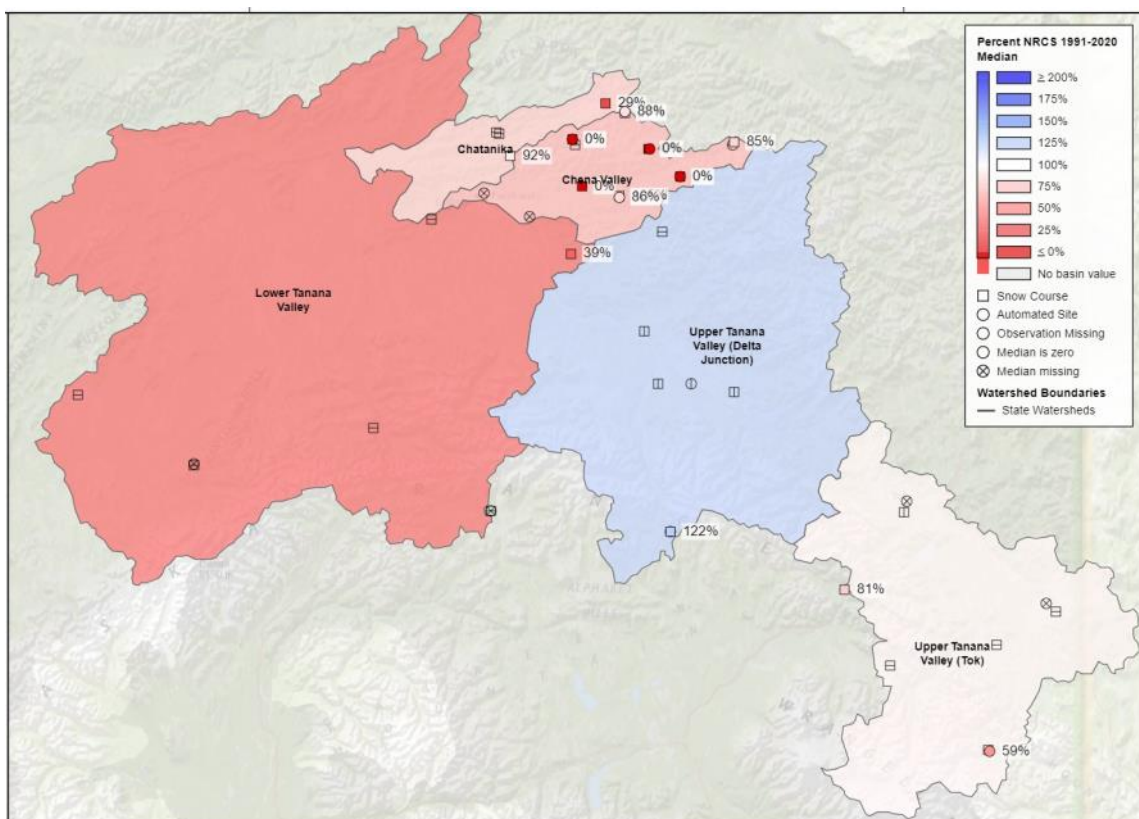 Percent NRCS 1991-2020
Median
≥ 200%
175%
150%
125%
100%
75%
50%
25%
≤ 0%
No basin value
Snow Course
Automated Site
Observation Missing
Median is zero
Median missing
Watershed Boundaries
State Watersheds
29%
88%
0%
85%
Chatanika
92%
0%
0%
Chena Valley
0%
86%
39%
Lower Tanana
Valley
Upper Tanana
Valley (Delta
Junction)
122%
81%
Upper Tanana
Valley (Tok)
59%